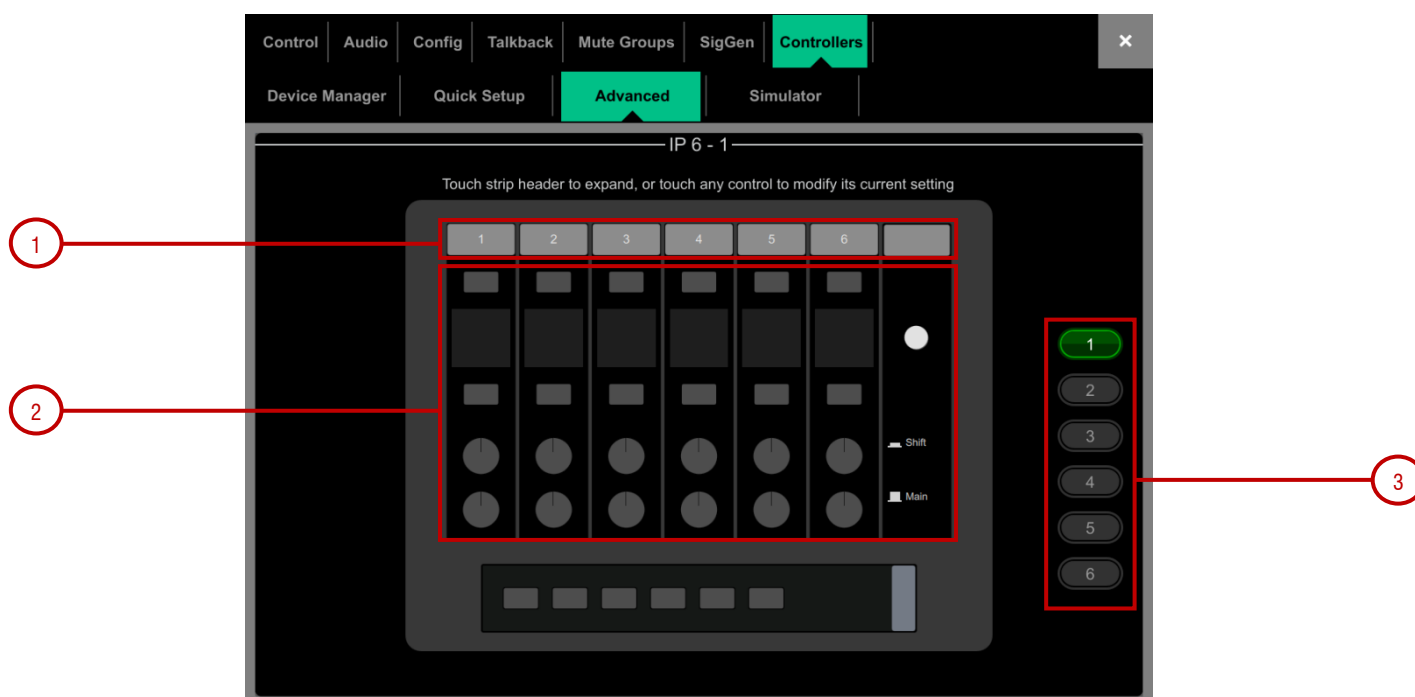 Control Audio Config Talkback Mute Groups SigGen Controllers ×
Device Manager Quick Setup Advanced Simulator
IP 6 - 1
Touch strip header to expand, or touch any control to modify its current setting
1
1 2 3 4 5 6
1
2
2
3
Shift
4
3
Main
5
6